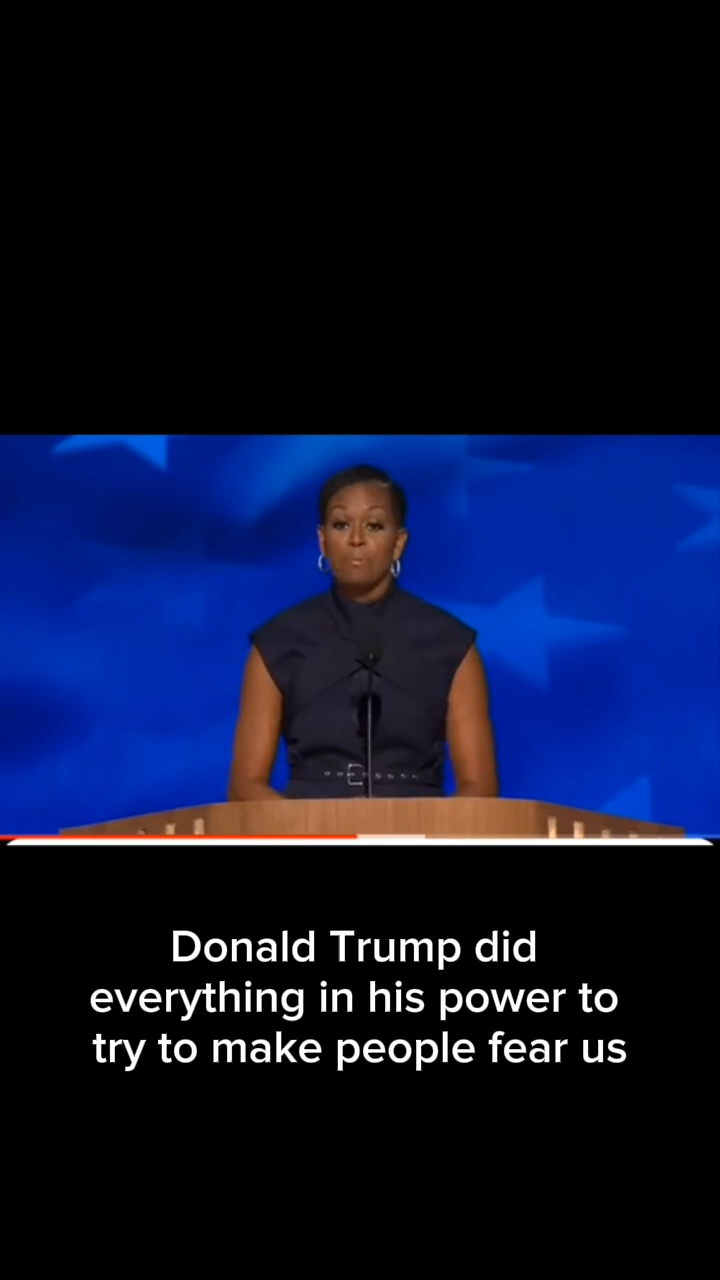 Donald Trump did
everything in his power to
try to make people fear us